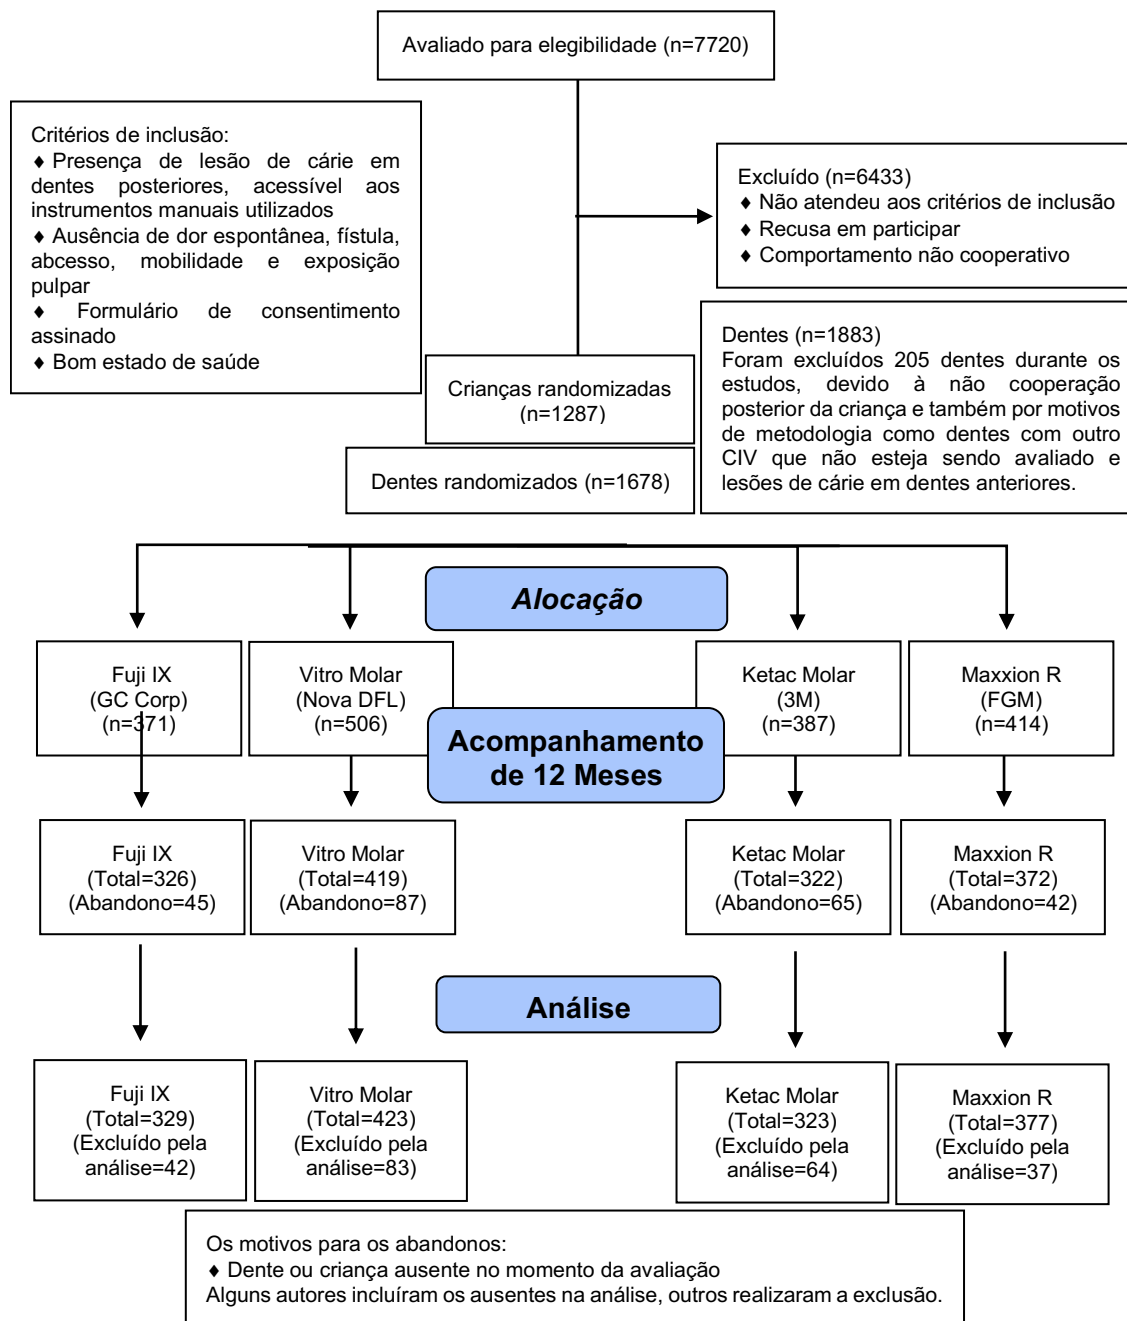 Avaliado para elegibilidade (n=7720)
Critérios de inclusão:
♦ Presença de lesão de cárie em
dentes posteriores, acessível aos
instrumentos manuais utilizados
♦ Ausência de dor espontânea, fístula,
abcesso, mobilidade e exposição
pulpar
♦ Formulário de consentimento
assinado
♦ Bom estado de saúde
Excluído (n=6433)
♦ Não atendeu aos critérios de inclusão
♦ Recusa em participar
♦ Comportamento não cooperativo
Dentes (n=1883)
Foram excluídos 205 dentes durante os
estudos, devido à não cooperação
posterior da criança e também por motivos
de metodologia como dentes com outro
CIV que não esteja sendo avaliado e
lesões de cárie em dentes anteriores.
Crianças randomizadas
(n=1287)
Dentes randomizados (n=1678)
Alocação
Fuji IX
(GC Corp)
(n=371)
Vitro Molar
(Nova DFL)
(n=506)
Ketac Molar
(3M)
(n=387)
Maxxion R
(FGM)
(n=414)
Acompanhamento
de 12 Meses
Fuji IX
(Total=326)
(Abandono=45)
Vitro Molar
(Total=419)
(Abandono=87)
Ketac Molar
(Total=322)
(Abandono=65)
Maxxion R
(Total=372)
(Abandono=42)
Análise
Fuji IX
(Total=329)
(Excluído pela
análise=42)
Vitro Molar
(Total=423)
(Excluído pela
análise=83)
Ketac Molar
(Total=323)
(Excluído pela
análise=64)
Maxxion R
(Total=377)
(Excluído pela
análise=37)
Os motivos para os abandonos:
♦ Dente ou criança ausente no momento da avaliação
Alguns autores incluíram os ausentes na análise, outros realizaram a exclusão.